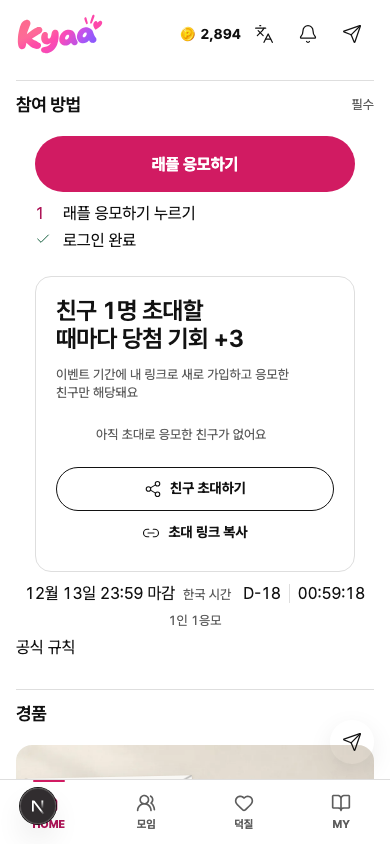 kyaa
2,894
참여 방법
필수
래플 응모하기
1 래플 응모하기 누르기
로그인 완료
친구 1명 초대할
때마다 당첨 기회 +3
이벤트 기간에 내 링크로 새로 가입하고 응모한
친구만 해당돼요
아직 초대로 응모한 친구가 없어요
친구 초대하기
초대 링크 복사
12월 13일 23:59 마감 한국 시간 D-18 00:59:18
1인 1응모
공식 규칙
경품
N
HOME
모임
덕질
MY